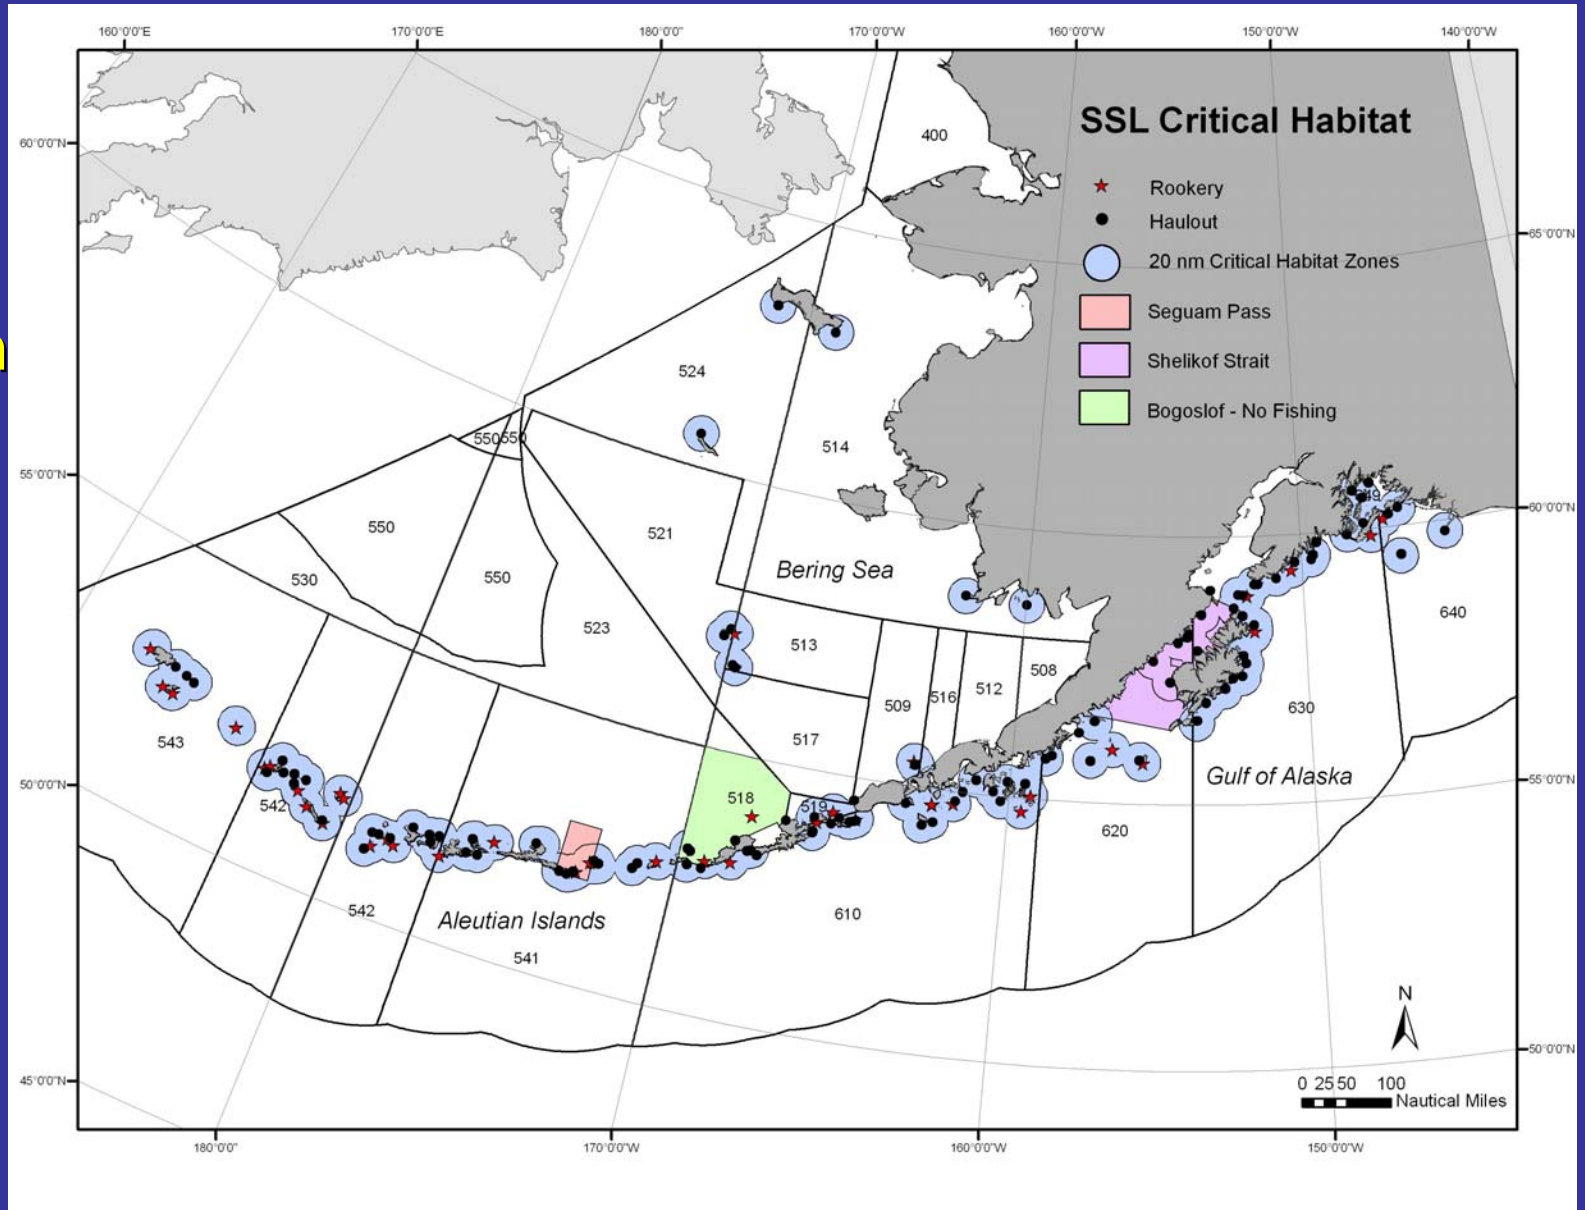 160°0'0"E
170°0'0"E
180°0'0"
170°0'0"W
160°0'0"W
150°0'0"W
140°0'0"W
60°0'0"N
55°0'0"N
50°0'0"N
45°0'0"N
65°0'0"N
60°0'0"N
55°0'0"N
50°0'0"N
SSL Critical Habitat
Rookery
Haulout
20 nm Critical Habitat Zones
Seguam Pass
Shelikof Strait
Bogoslof - No Fishing
400
524
514
550
550
550
550
521
530
523
Bering Sea
513
508
512
516
509
517
518
519
543
542
542
541
Aleutian Islands
610
620
630
640
Gulf of Alaska
N
0 25 50 100
Nautical Miles
180°0'0"
170°0'0"W
160°0'0"W
150°0'0"W